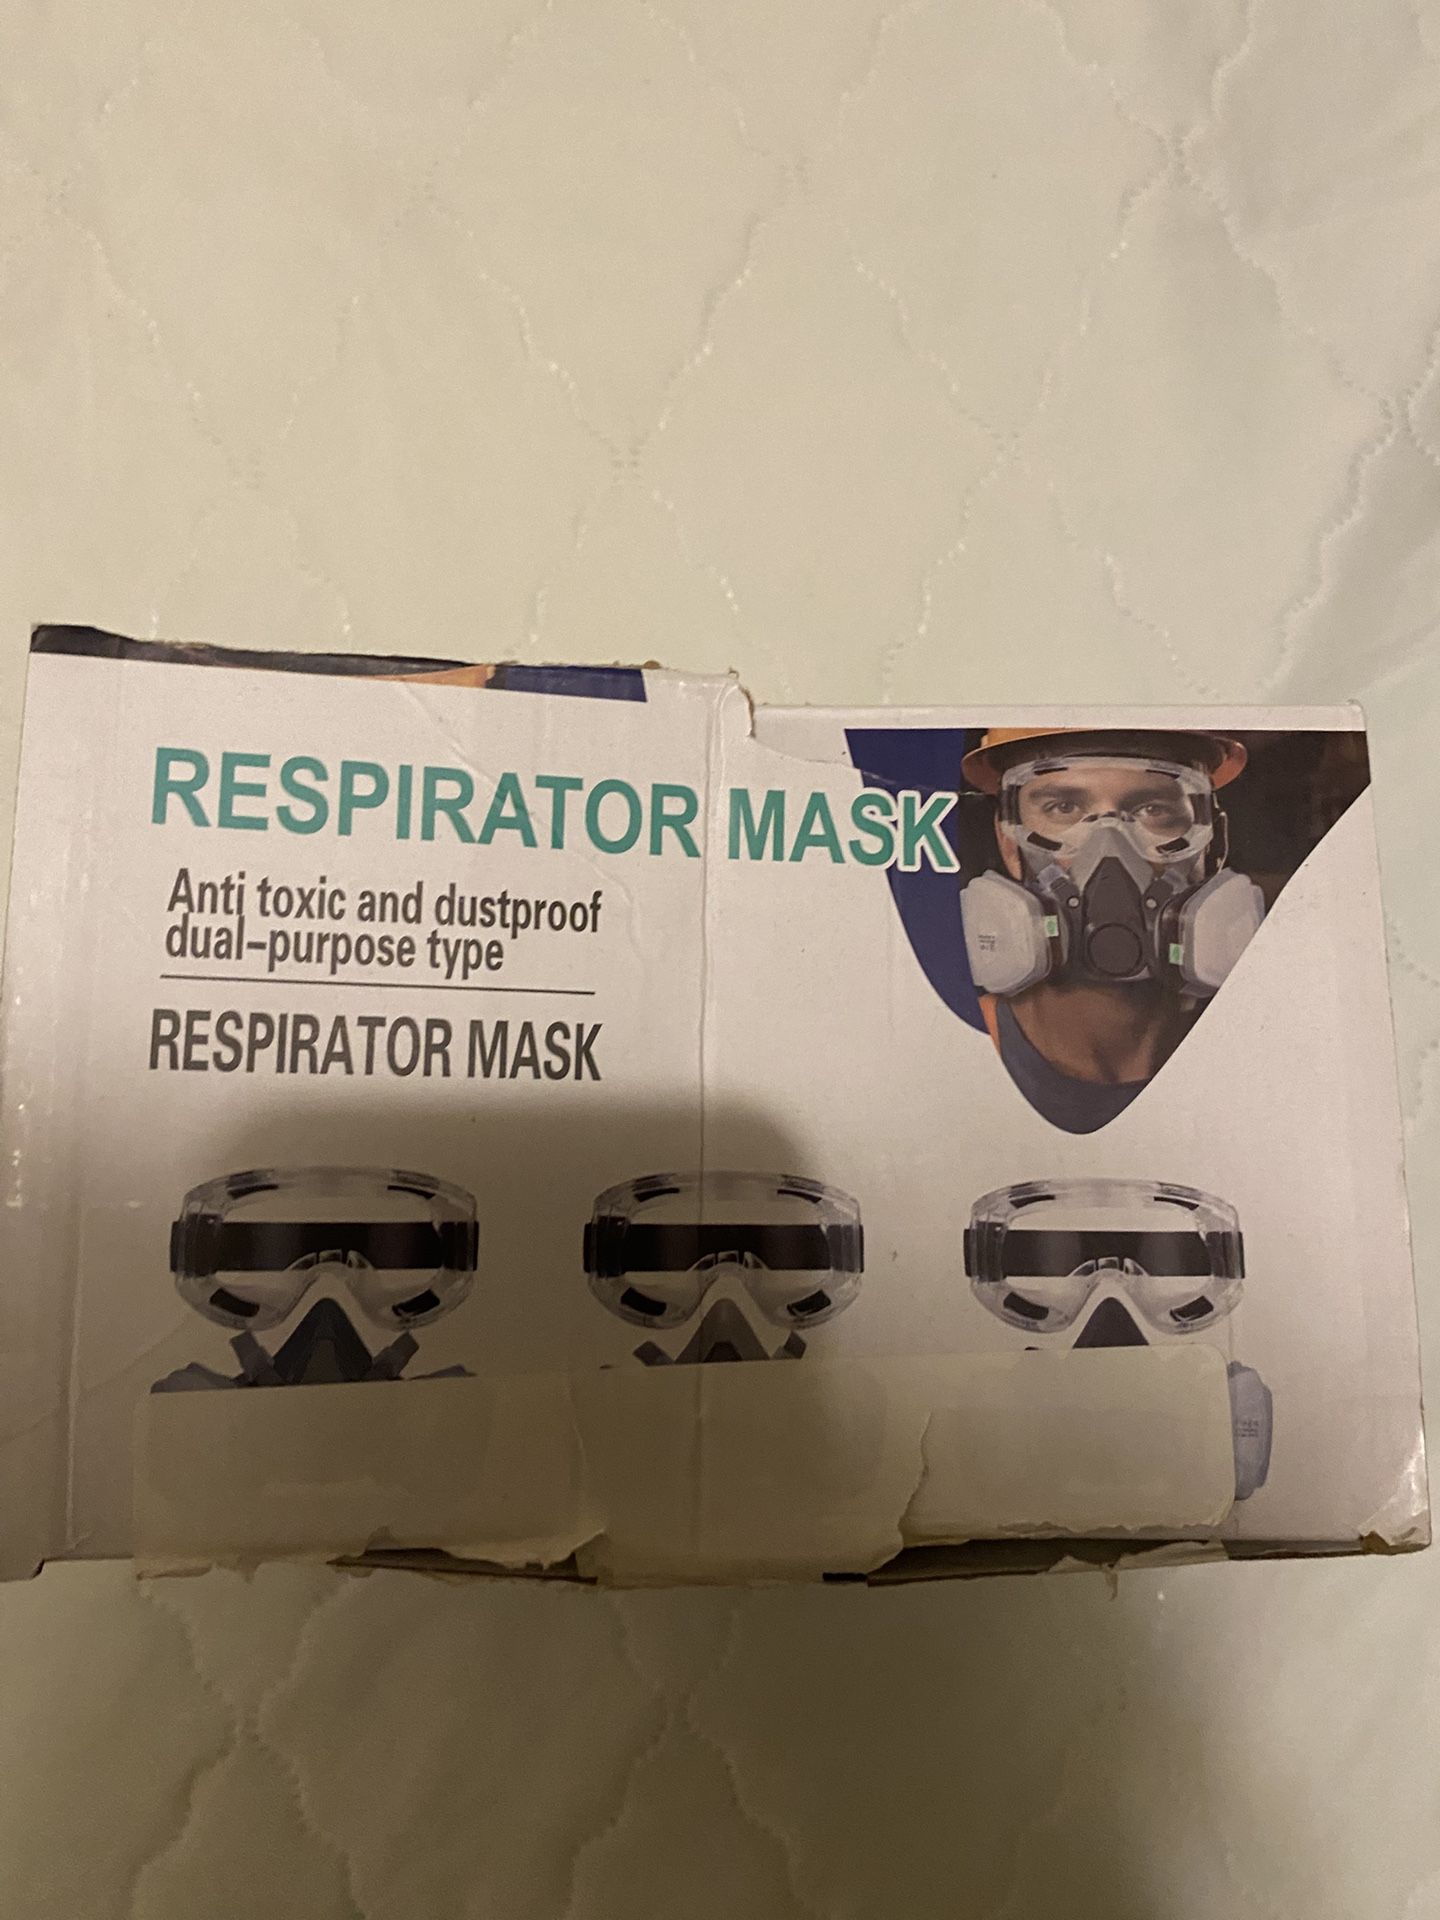 RESPIRATOR MASK
Anti toxic and dustproof
dual-purpose type
RESPIRATOR MASK